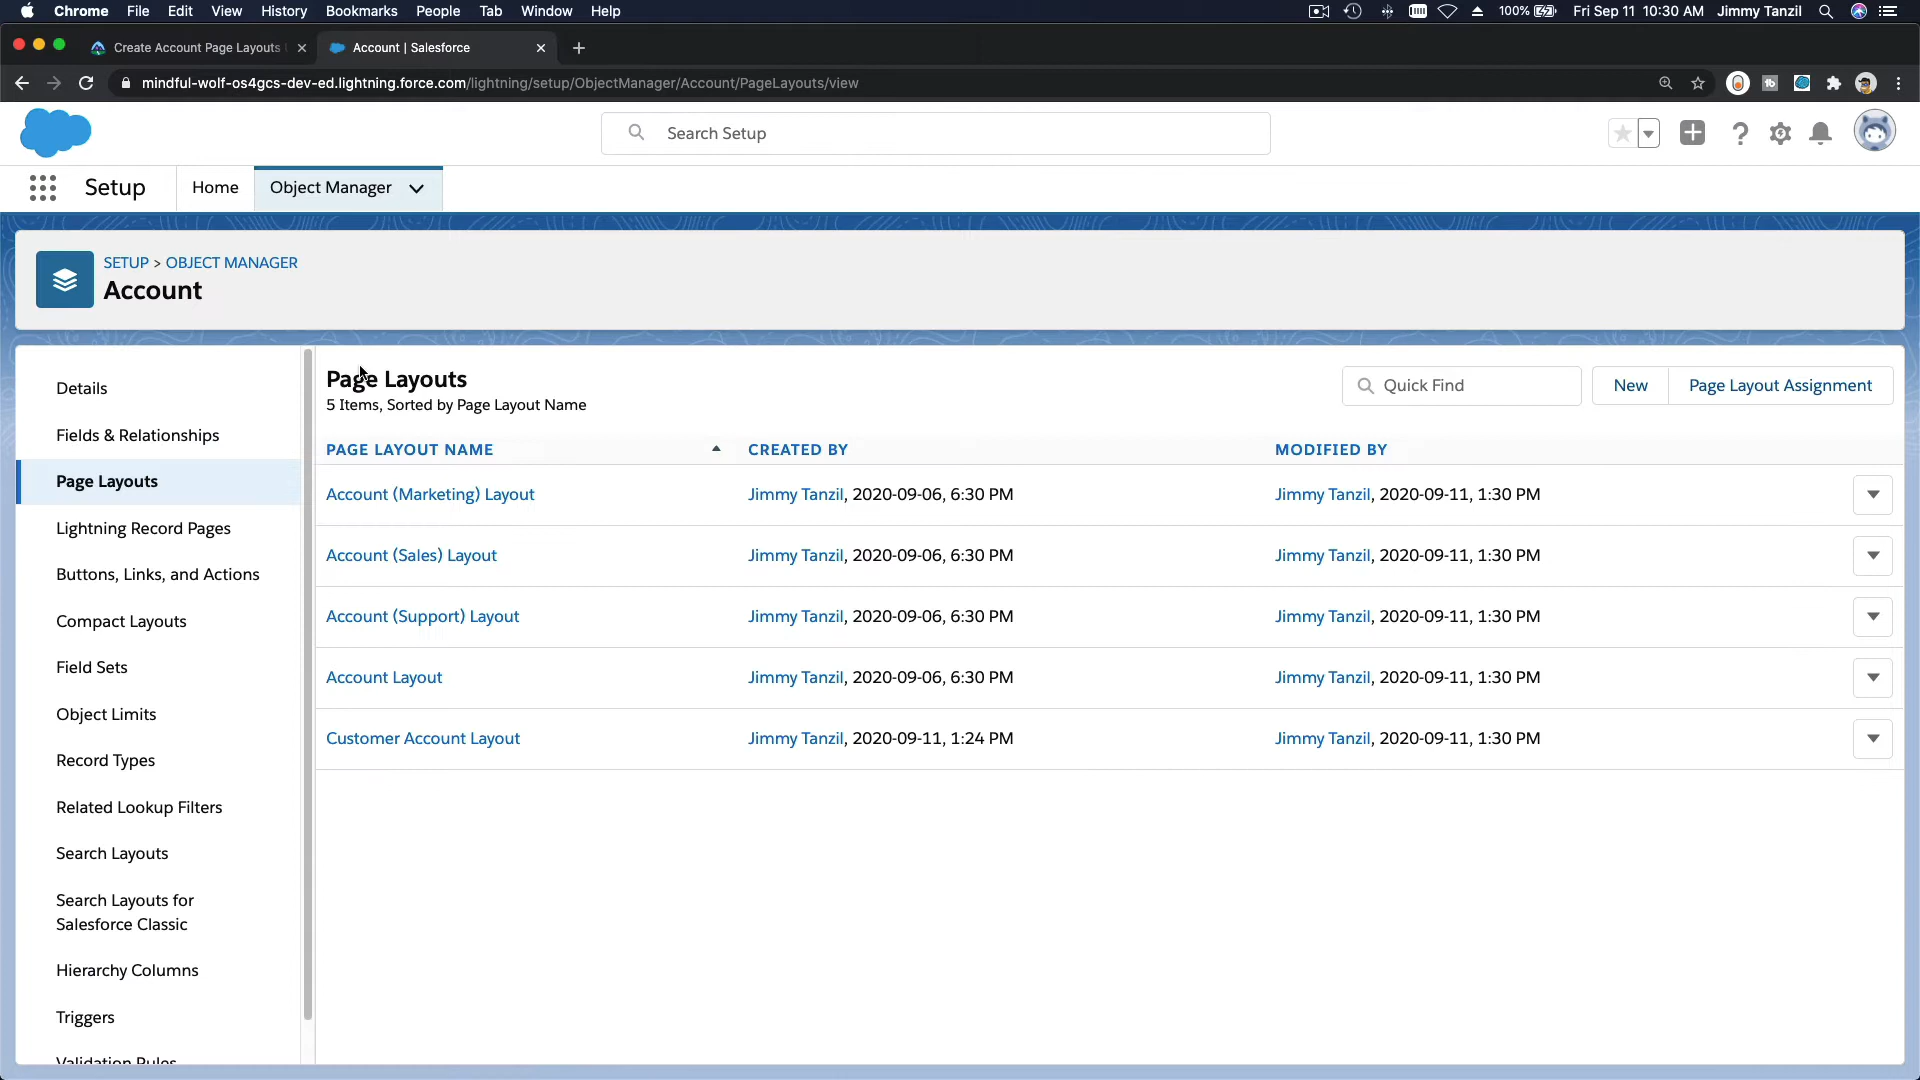 Chrome File Edit View History Bookmarks People Tab Window Help 100% Fri Sep 11 10:30 AM Jimmy Tanzil
Create Account Page Layouts Account | Salesforce
mindful-wolf-os4gcs-dev-ed.lightning.force.com/lightning/setup/ObjectManager/Account/PageLayouts/view
Search Setup
Setup Home Object Manager
SETUP > OBJECT MANAGER
Account
Details
Fields & Relationships
Page Layouts
Lightning Record Pages
Buttons, Links, and Actions
Compact Layouts
Field Sets
Object Limits
Record Types
Related Lookup Filters
Search Layouts
Search Layouts for
Salesforce Classic
Hierarchy Columns
Triggers
Validation Rules
Page Layouts
5 Items, Sorted by Page Layout Name
Quick Find New Page Layout Assignment
PAGE LAYOUT NAME CREATED BY MODIFIED BY
Account (Marketing) Layout Jimmy Tanzil, 2020-09-06, 6:30 PM Jimmy Tanzil, 2020-09-11, 1:30 PM
Account (Sales) Layout Jimmy Tanzil, 2020-09-06, 6:30 PM Jimmy Tanzil, 2020-09-11, 1:30 PM
Account (Support) Layout Jimmy Tanzil, 2020-09-06, 6:30 PM Jimmy Tanzil, 2020-09-11, 1:30 PM
Account Layout Jimmy Tanzil, 2020-09-06, 6:30 PM Jimmy Tanzil, 2020-09-11, 1:30 PM
Customer Account Layout Jimmy Tanzil, 2020-09-11, 1:24 PM Jimmy Tanzil, 2020-09-11, 1:30 PM